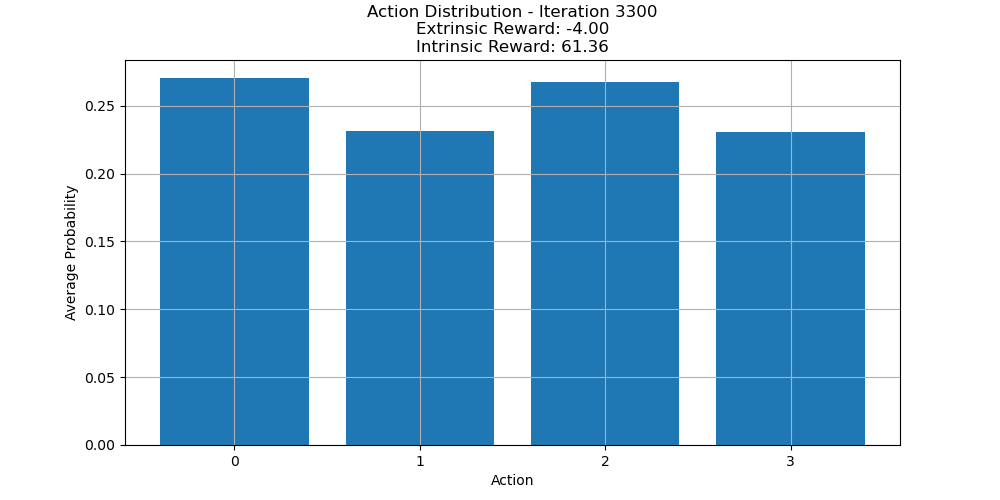 Action Distribution - Iteration 3300
Extrinsic Reward: -4.00
Intrinsic Reward: 61.36
Average Probability
0.25
0.20
0.15
0.10
0.05
0.00
0 1 2 3
Action